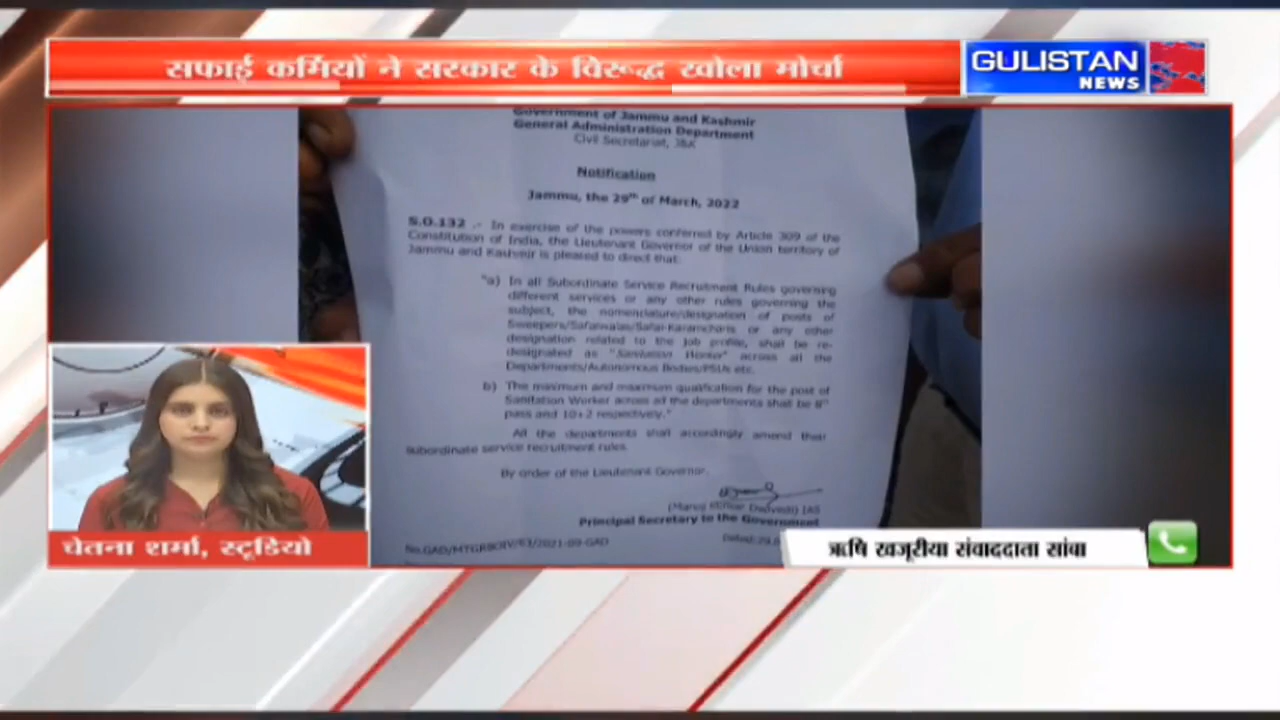 सफाई कर्मियों ने सरकार के विरूद्ध खोला मोर्चा
GULISTAN
NEWS
Government of Jammu and Kashmir
General Administration Department
Civil Secretariat, J&K
Notification
Jammu, the 29th of March, 2022
S.O.132 .- In exercise of the powers conferred by Article 309 of the
Constitution of India, the Lieutenant Governor of the Union territory of
Jammu and Kashmir is pleased to direct that:
"a) In all Subordinate Service Recruitment Rules governing
different services or any other rules governing the
subject, the nomenclature/designation of posts of
Sweepers/Safaiwalas/Safai Karamcharis or any other
designation related to the job profile, shall be re-
designated as "Sanitation Worker" across all the
Departments/Autonomous Bodies/PSUs etc.
b) The minimum and maximum qualification for the post of
Sanitation Worker across all the departments shall be 8th
pass and 10+2 respectively."
All the departments shall accordingly amend their
subordinate service recruitment rules.
By order of the Lieutenant Governor.
(Manoj Kumar Dwivedi) IAS
Principal Secretary to the Government
Dated:29.0
चेतना शर्मा, स्टूडियो
ऋषि खजूरीया संवाददाता सांबा